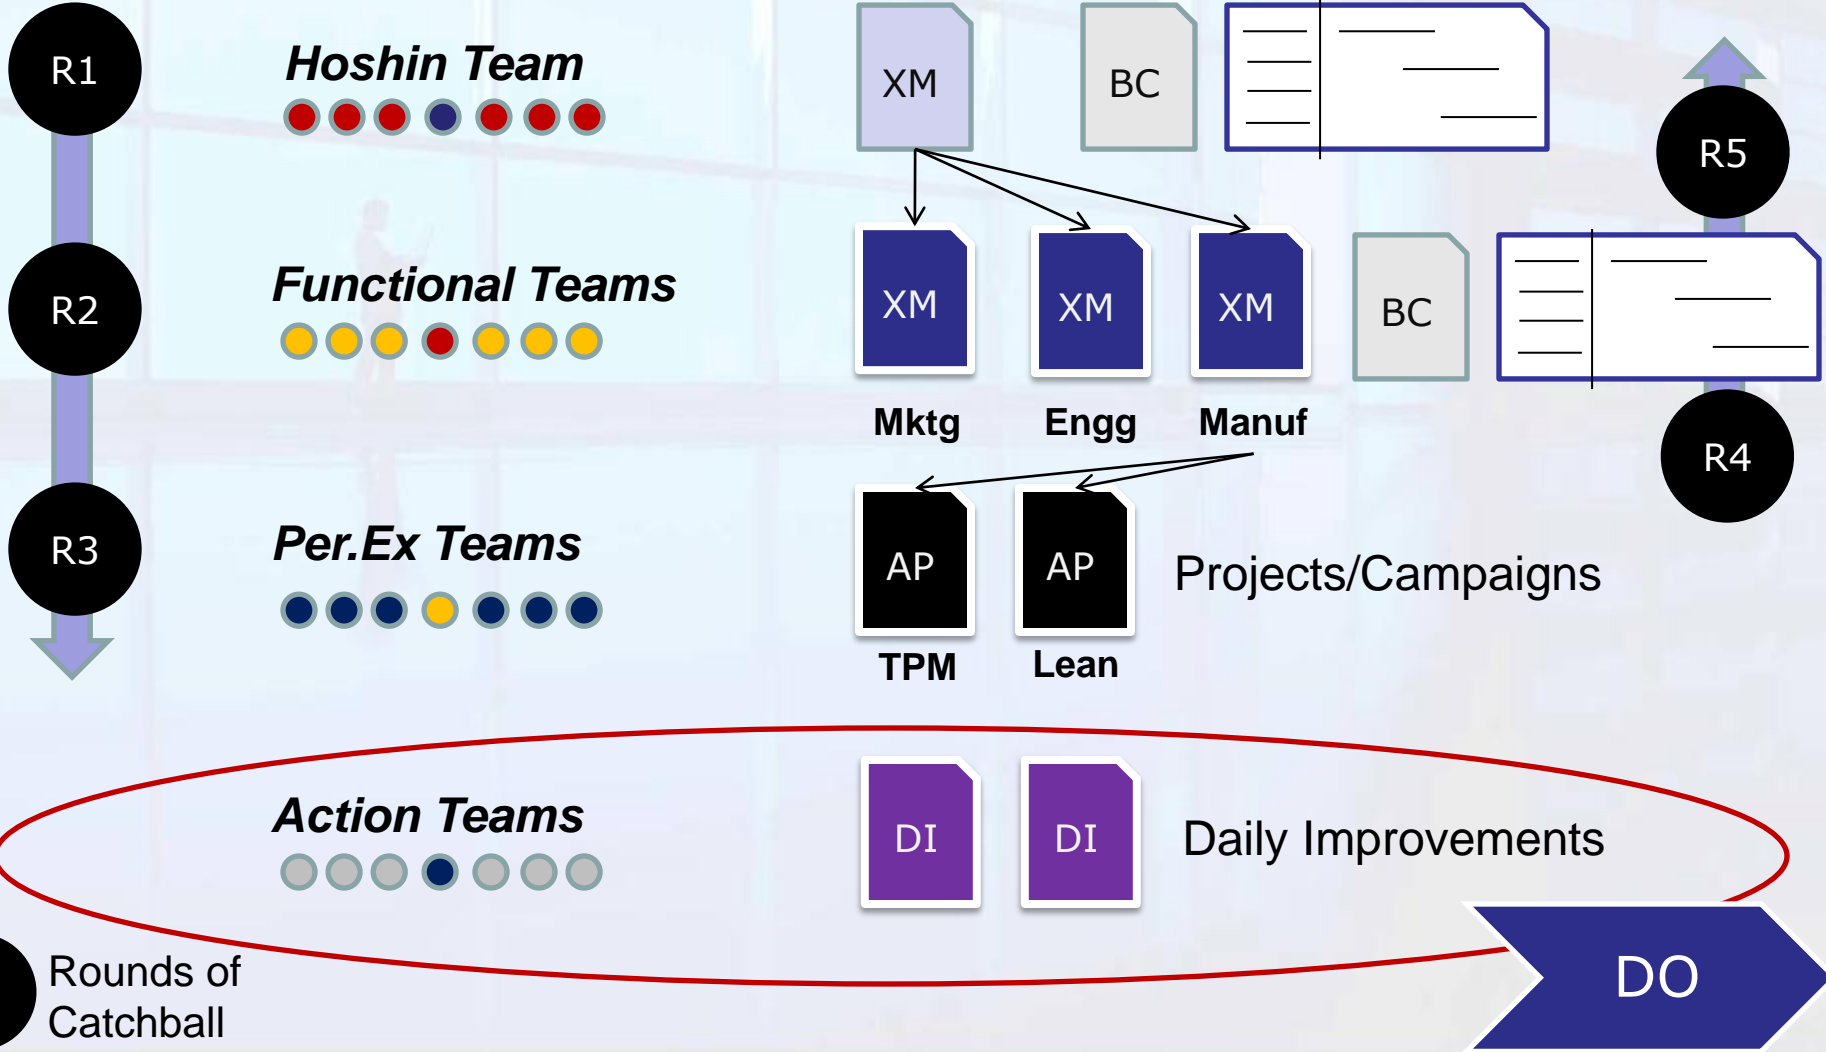 R1
Hoshin Team
XM
BC
R5
R2
Functional Teams
XM
XM
XM
BC
Mktg
Engg
Manuf
R4
R3
Per.Ex Teams
AP
AP
Projects/Campaigns
TPM
Lean
Action Teams
DI
DI
Daily Improvements
Rounds of
Catchball
DO